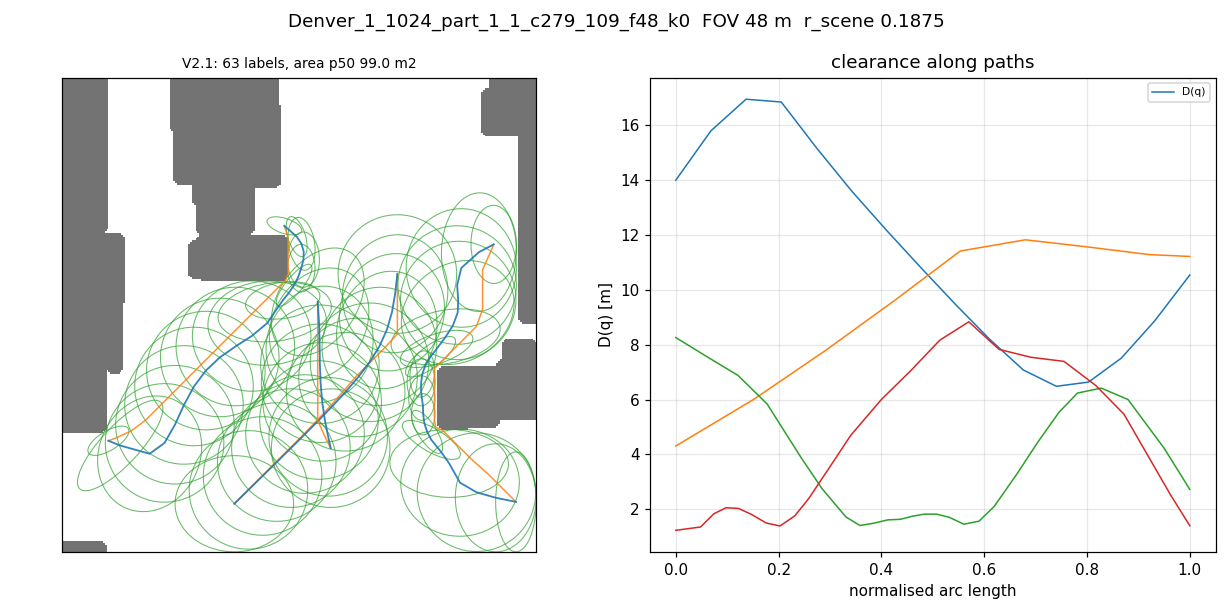 Denver_1_1024_part_1_1_c279_109_f48_k0 FOV 48 m r_scene 0.1875
V2.1: 63 labels, area p50 99.0 m2
clearance along paths
D(q)
16
14
12
10
8
6
4
2
D(q) [m]
0.0 0.2 0.4 0.6 0.8 1.0
normalised arc length